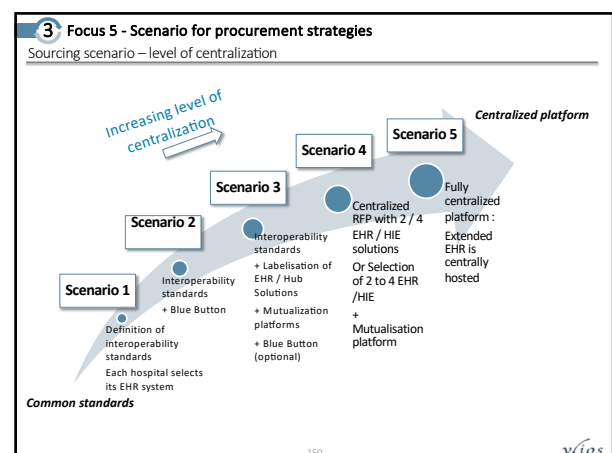 3 Focus 5 - Scenario for procurement strategies
Sourcing scenario – level of centralization
Increasing level of
centralization
Centralized platform
Scenario 5
Scenario 4
Scenario 3
Scenario 2
Scenario 1
Fully
centralized
platform :
Extended
EHR is
centrally
hosted
Centralized
RFP with 2 / 4
EHR / HIE
solutions
Or Selection
of 2 to 4 EHR
/HIE
+
Mutualisation
platform
Interoperability
standards
+ Labelisation of
EHR / Hub
Solutions
+ Mutualization
platforms
+ Blue Button
(optional)
Interoperability
standards
+ Blue Button
Definition of
interoperability
standards
Each hospital selects
its EHR system
Common standards
150